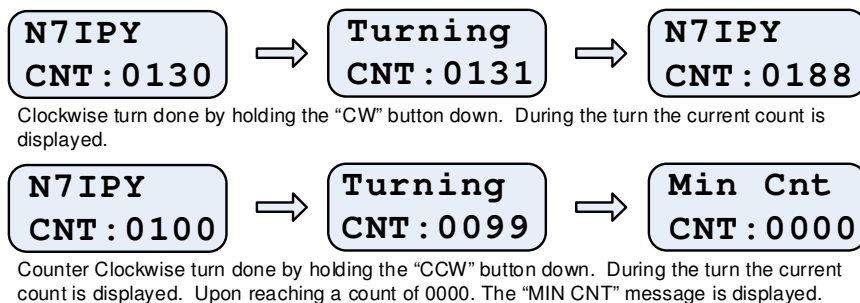 N7IPY Turning N7IPY
CNT:0130 CNT:0131 CNT:0188
Clockwise turn done by holding the “CW” button down. During the turn the current count is
displayed.
N7IPY Turning Min Cnt
CNT:0100 CNT:0099 CNT:0000
Counter Clockwise turn done by holding the “CCW” button down. During the turn the current
count is displayed. Upon reaching a count of 0000. The “MIN CNT” message is displayed.